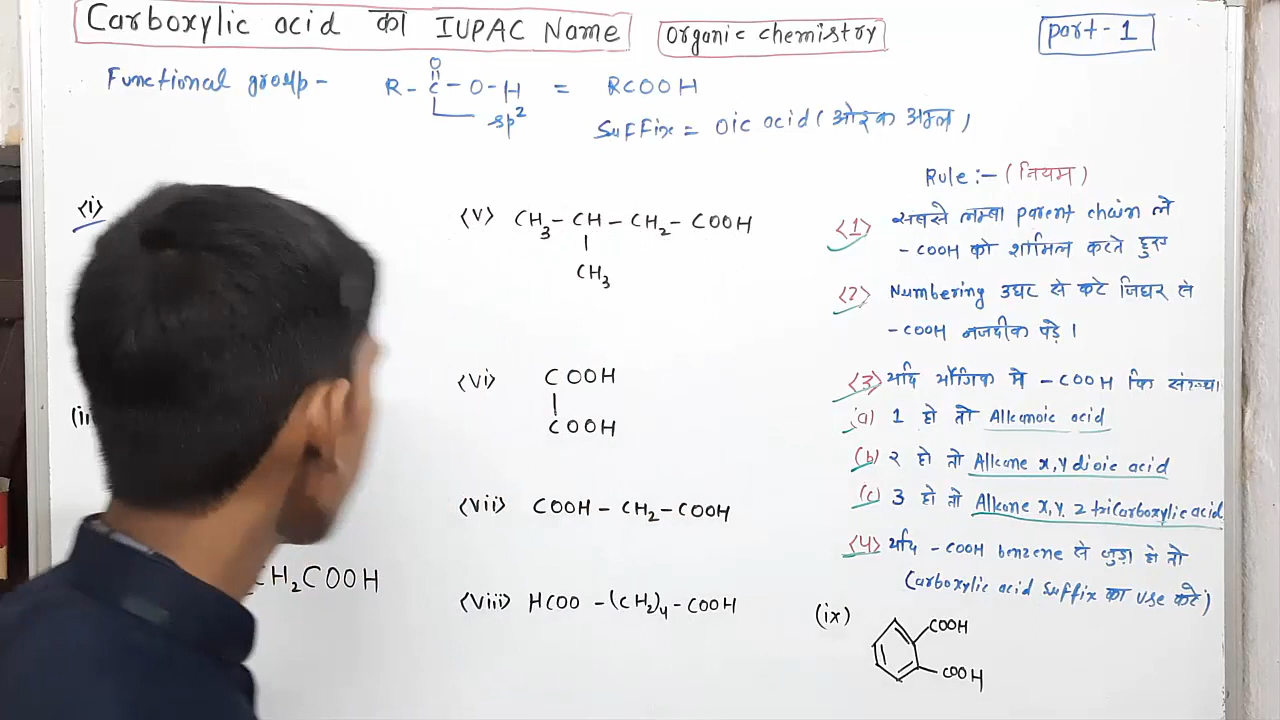 Carboxylic acid का IUPAC Name
Organic chemistry
part-1
Functional group -
O
R - C - O - H = RCOOH
sp²
Suffix = oic acid (ओइक अम्ल)
Rule :- (नियम)
<1> सबसे लम्बा parent chain ले
- COOH को शामिल करते हुए
<2> Numbering उधर से करे जिधर से
- COOH नजदीक पड़े ।
<3> यदि यौगिक मे - COOH कि संख्या
(a) 1 हो तो Alkanoic acid
(b) २ हो तो Alkane x,y dioic acid
(c) 3 हो तो Alkane x,y,z tricarboxylic acid
<4> यदि - COOH benzene से जुड़ा हो तो
Carboxylic acid suffix का use करे)
<i>
(iii
CH₂COOH
<v> CH₃ - CH - CH₂ - COOH
CH₃
<vi> COOH
COOH
<vii> COOH - CH₂ - COOH
<viii> HCOO - (CH₂)₄ - COOH
(ix)
COOH
COOH